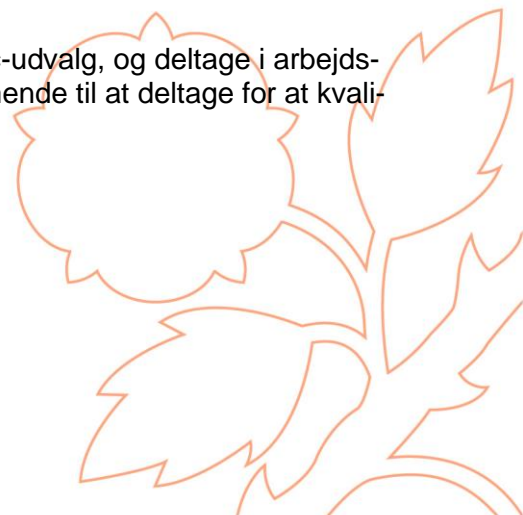 -udvalg, og deltage i arbejds-
ende til at deltage for at kvali-